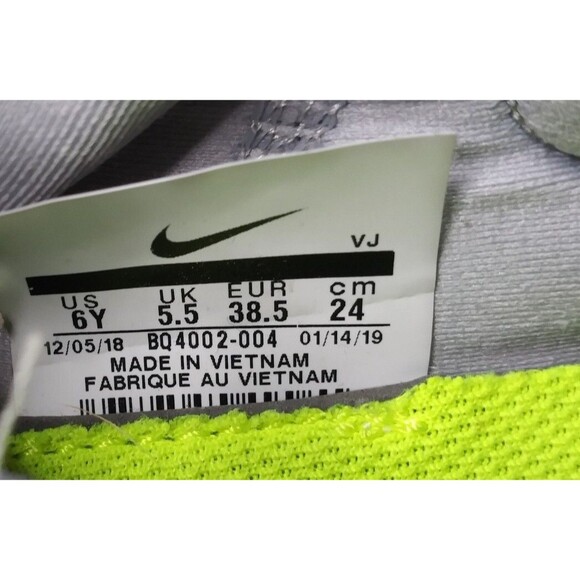 VJ
US UK EUR cm
6Y 5.5 38.5 24
12/05/18 BQ4002-004 01/14/19
MADE IN VIETNAM
FABRIQUE AU VIETNAM